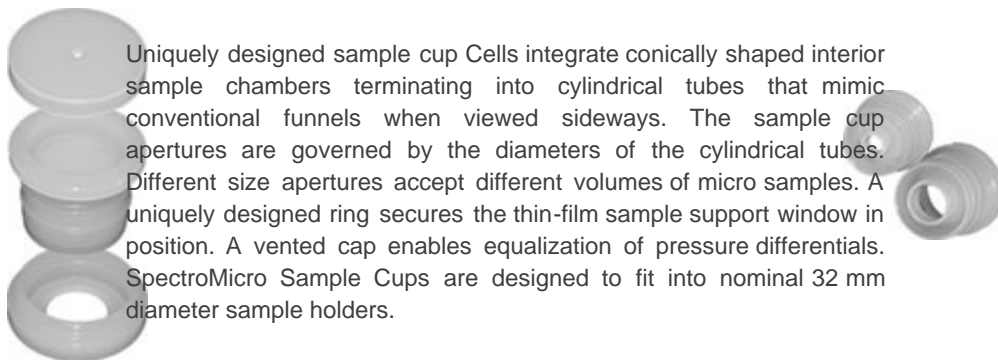 Uniquely designed sample cup Cells integrate conically shaped interior
sample chambers terminating into cylindrical tubes that mimic
conventional funnels when viewed sideways. The sample cup
apertures are governed by the diameters of the cylindrical tubes.
Different size apertures accept different volumes of micro samples. A
uniquely designed ring secures the thin-film sample support window in
position. A vented cap enables equalization of pressure differentials.
SpectroMicro Sample Cups are designed to fit into nominal 32 mm
diameter sample holders.